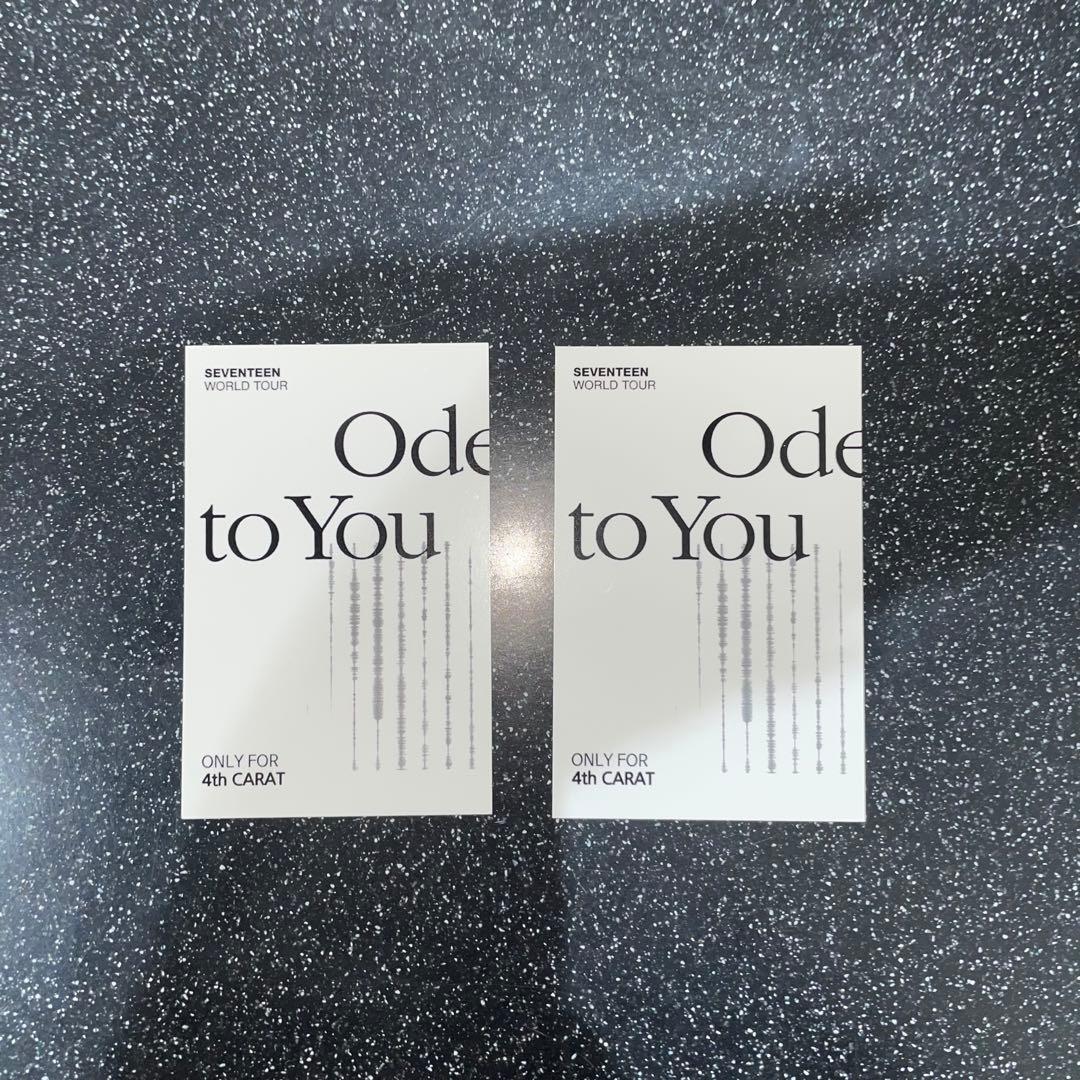 SEVENTEEN
WORLD TOUR
Ode
to You
ONLY FOR
4th CARAT
SEVENTEEN
WORLD TOUR
Ode
to You
ONLY FOR
4th CARAT